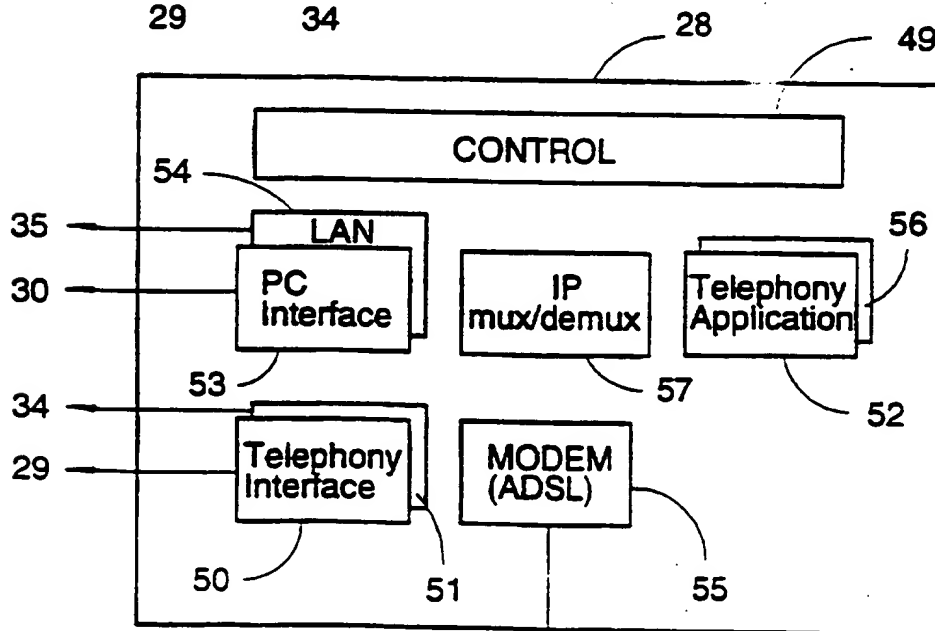 29 34 28 49
CONTROL
54
35
LAN
56
30
PC
Interface
IP
mux/demux
Telephony
Application
53
57
52
34
29
Telephony
Interface
MODEM
(ADSL)
50
51
55